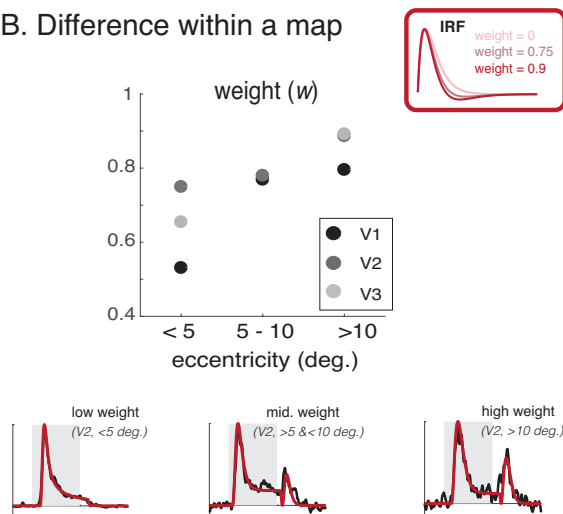 B. Difference within a map
IRF
weight = 0
weight = 0.75
weight = 0.9
weight (w)
1
0.8
0.6
0.4
V1
V2
V3
< 5
5 - 10
>10
eccentricity (deg.)
low weight
(V2, <5 deg.)
mid. weight
(V2, >5 &<10 deg.)
high weight
(V2, >10 deg.)